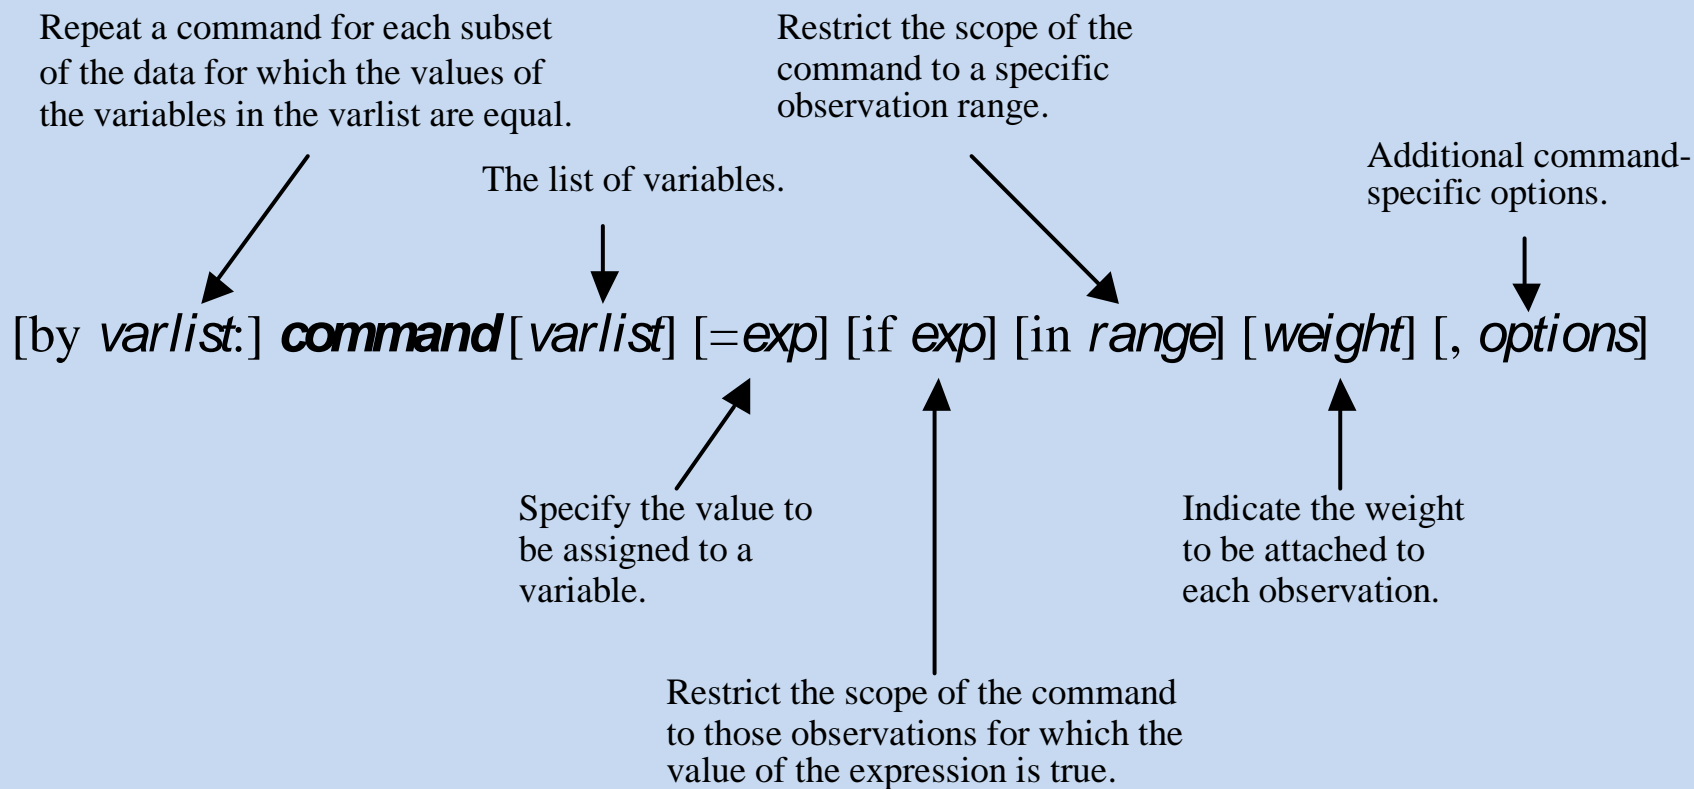 Repeat a command for each subset
of the data for which the values of
the variables in the varlist are equal.
Restrict the scope of the
command to a specific
observation range.
The list of variables.
Additional command-
specific options.
[by varlist:] command [varlist] [=exp] [if exp] [in range] [weight] [, options]
Specify the value to
be assigned to a
variable.
Indicate the weight
to be attached to
each observation.
Restrict the scope of the command
to those observations for which the
value of the expression is true.